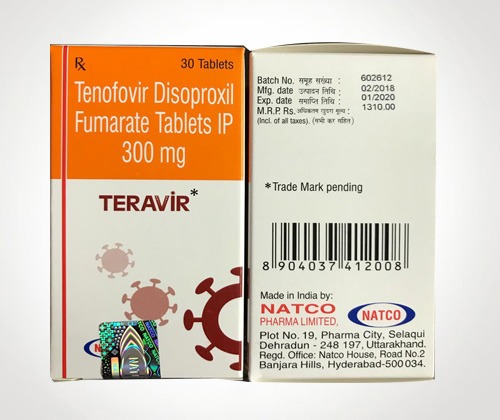 Rx
30 Tablets
Tenofovir Disoproxil
Fumarate Tablets IP
300 mg
TERAVIR*
Batch No. समूह संख्या : 602612
Mfg. date उत्पादन तिथि : 02/2018
Exp. date समाप्ति तिथि : 01/2020
M.R.P. Rs. अधिकतम खुदरा मूल्य : 1310.00
(Incl. of all taxes). (सभी कर सहित)
*Trade Mark pending
8 904037 412008
Made in India by:
NATCO
PHARMA LIMITED,
NATCO
Plot No. 19, Pharma City, Selaqui
Dehradun - 248 197, Uttarakhand.
Regd. Office: Natco House, Road No.2
Banjara Hills, Hyderabad-500 034.